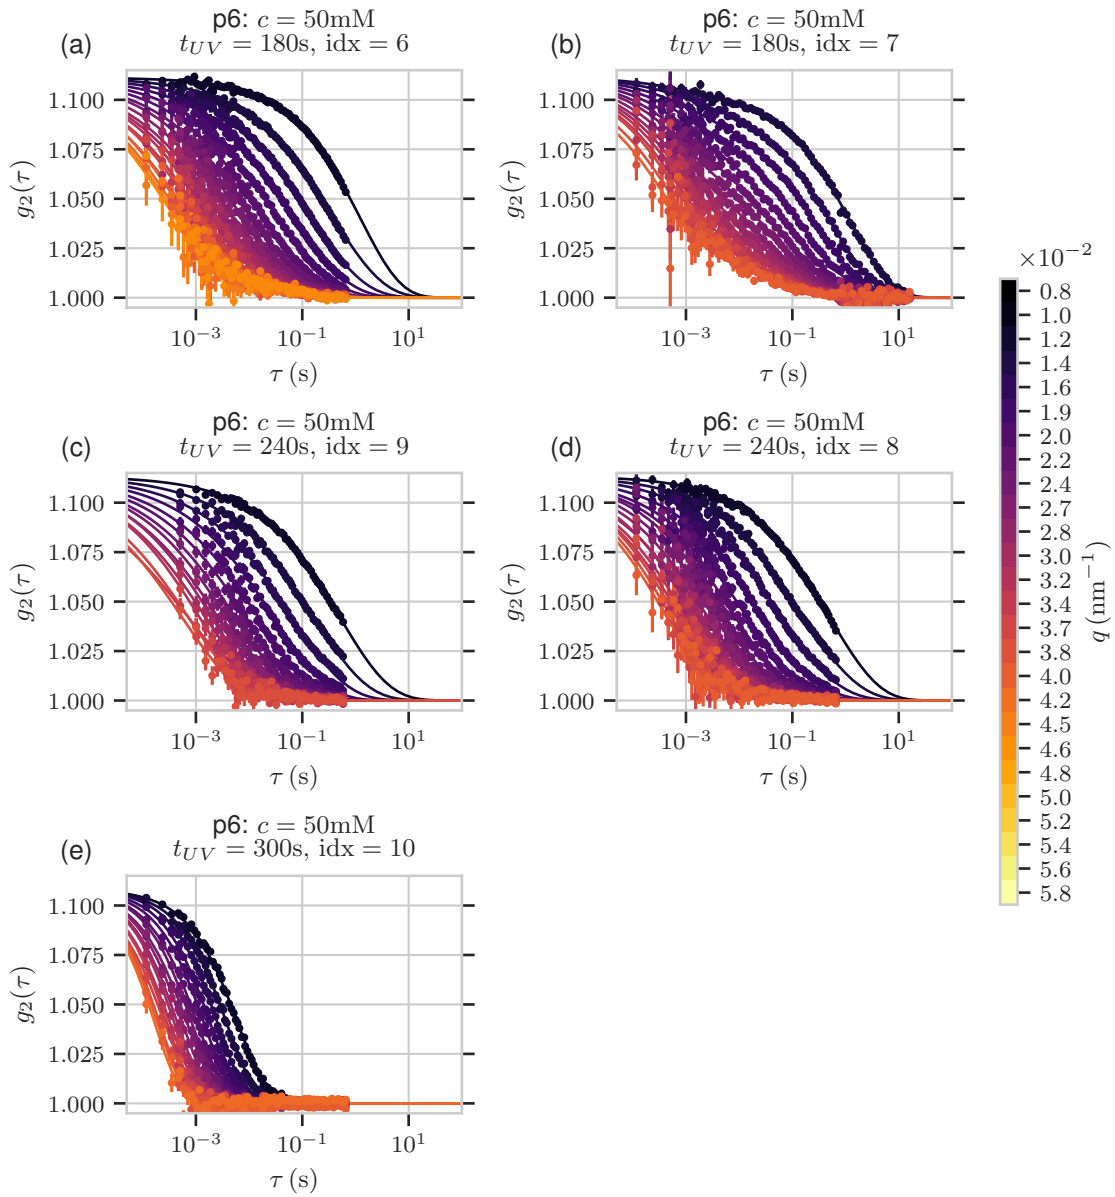 p6: c = 50mM
(a) t_UV = 180s, idx = 6
1.100
1.075
1.050
1.025
1.000
g₂(τ)
10⁻³ 10⁻¹ 10¹
τ (s)
p6: c = 50mM
(b) t_UV = 180s, idx = 7
1.100
1.075
1.050
1.025
1.000
g₂(τ)
10⁻³ 10⁻¹ 10¹
τ (s)
p6: c = 50mM
(c) t_UV = 240s, idx = 9
1.100
1.075
1.050
1.025
1.000
g₂(τ)
10⁻³ 10⁻¹ 10¹
τ (s)
p6: c = 50mM
(d) t_UV = 240s, idx = 8
1.100
1.075
1.050
1.025
1.000
g₂(τ)
10⁻³ 10⁻¹ 10¹
τ (s)
p6: c = 50mM
(e) t_UV = 300s, idx = 10
1.100
1.075
1.050
1.025
1.000
g₂(τ)
10⁻³ 10⁻¹ 10¹
τ (s)
×10⁻²
0.8
1.0
1.2
1.4
1.6
1.9
2.0
2.2
2.4
2.7
2.8
3.0
3.2
3.4
3.7
3.8
4.0
4.2
4.5
4.6
4.8
5.0
5.2
5.4
5.6
5.8
q (nm⁻¹)